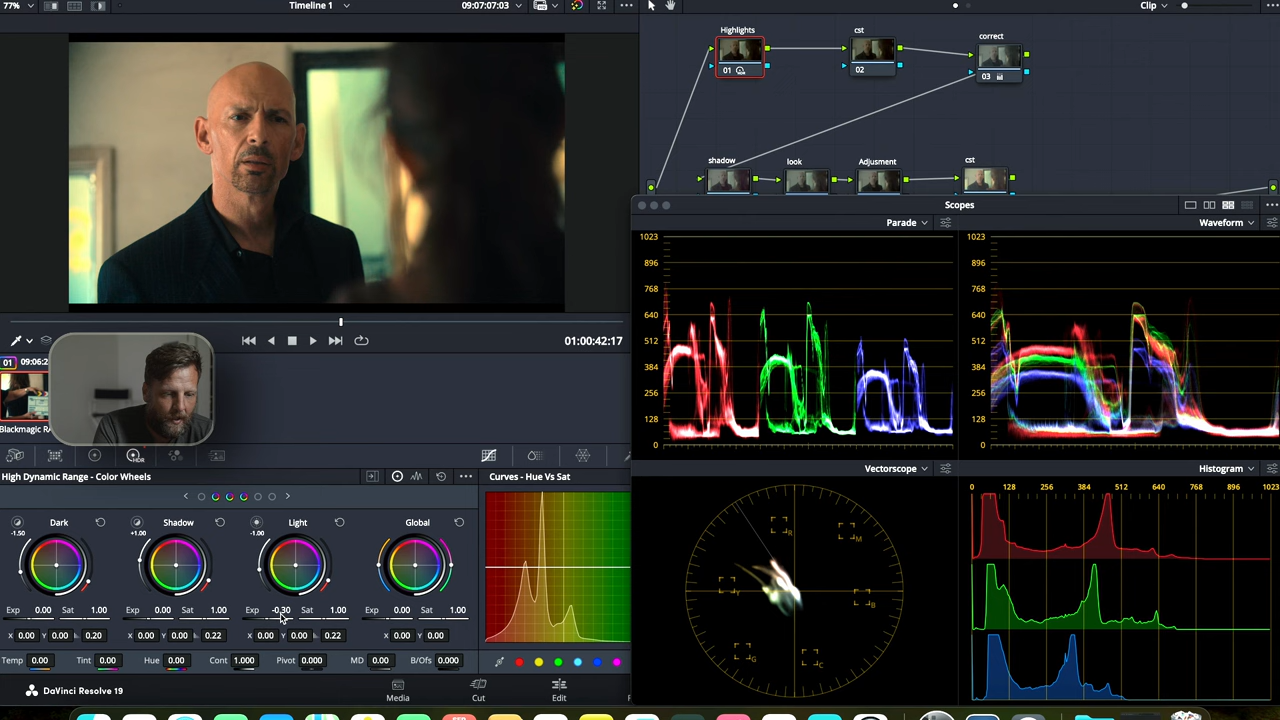 77%
Timeline 1
09:07:07:03
Clip
Highlights
01
cst
02
correct
03
shadow
look
Adjusment
cst
Scopes
Parade
Waveform
1023
896
768
640
512
384
256
128
0
1023
896
768
640
512
384
256
128
0
01:00:42:17
01
09:06:2
Blackmagic RA
HDR
High Dynamic Range - Color Wheels
Curves - Hue Vs Sat
Dark
-1.50
Shadow
+1.00
Light
-1.00
Global
Exp 0.00 Sat 1.00
Exp 0.00 Sat 1.00
Exp -0.30 Sat 1.00
Exp 0.00 Sat 1.00
X 0.00 Y 0.00 0.20
X 0.00 Y 0.00 0.22
X 0.00 Y 0.00 0.22
X 0.00 Y 0.00
Temp 0.00 Tint 0.00 Hue 0.00 Cont 1.000 Pivot 0.000 MD 0.00 B/Ofs 0.000
Vectorscope
R
M
B
C
G
Y
Histogram
0 128 256 384 512 640 768 896 1023
DaVinci Resolve 19
Media
Cut
Edit